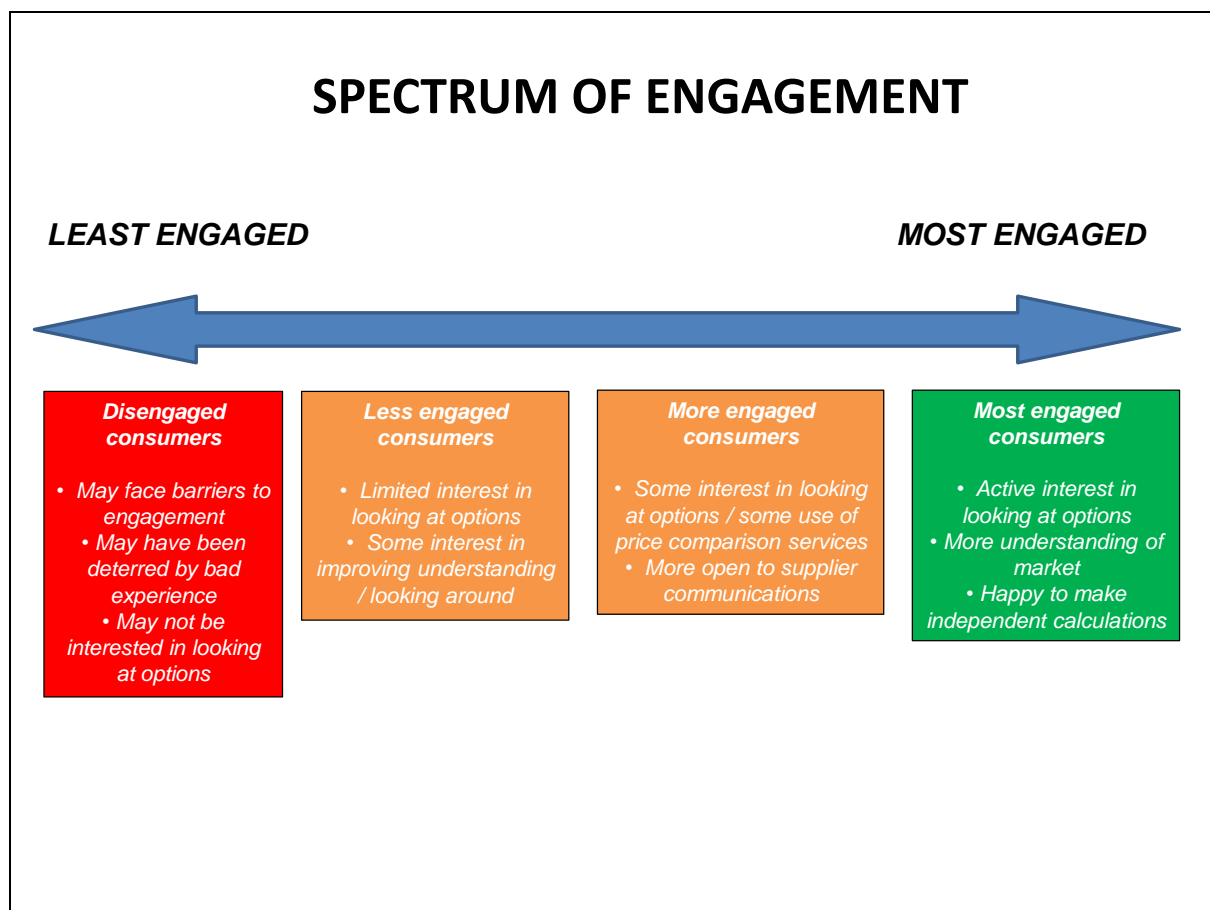 SPECTRUM OF ENGAGEMENT
LEAST ENGAGED
MOST ENGAGED
Disengaged
consumers
• May face barriers to
engagement
• May have been
deterred by bad
experience
• May not be
interested in looking
at options
Less engaged
consumers
• Limited interest in
looking at options
• Some interest in
improving understanding
/ looking around
More engaged
consumers
• Some interest in looking
at options / some use of
price comparison services
• More open to supplier
communications
Most engaged
consumers
• Active interest in
looking at options
• More understanding of
market
• Happy to make
independent calculations